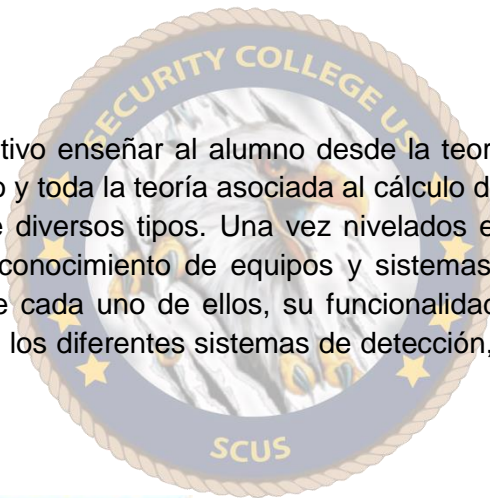 SECURITY COLLEGE US
tivo enseñar al alumno desde la teor
o y toda la teoría asociada al cálculo d
e diversos tipos. Una vez nivelados e
conocimiento de equipos y sistemas
e cada uno de ellos, su funcionalidad
los diferentes sistemas de detección,
SCUS